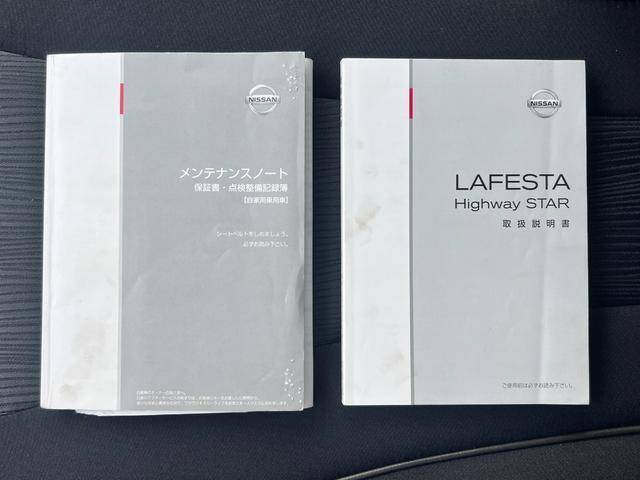 NISSAN
メンテナンスノート
保証書・点検整備記録簿
【自家用乗用車】
シートベルトをしめましょう。
必ずお読み下さい。
NISSAN
LAFESTA
Highway STAR
取扱説明書
ご使用前は必ずお読み下さい。